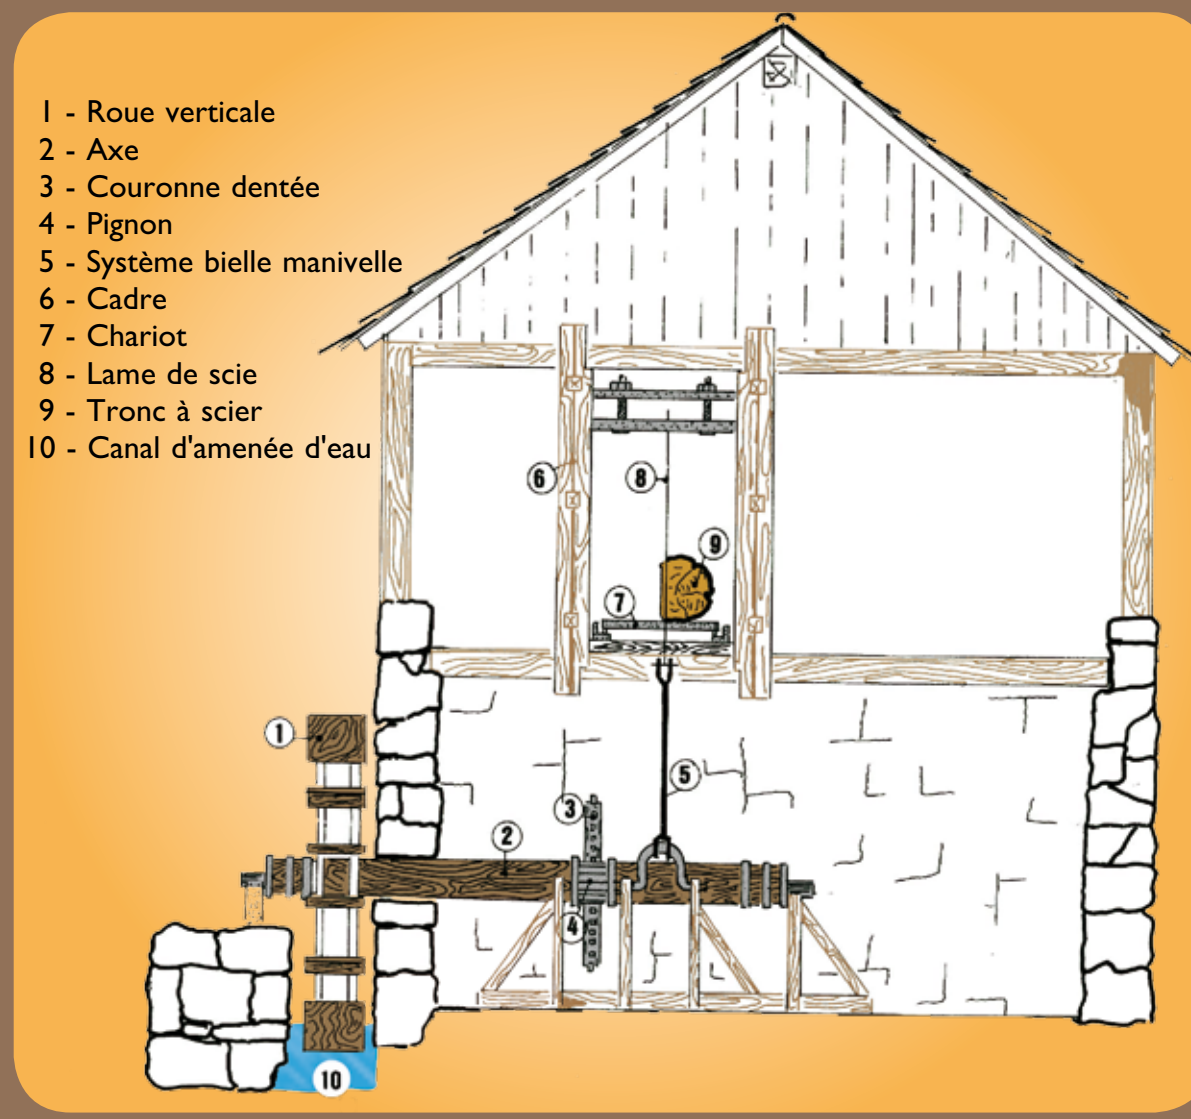 1 - Roue verticale
2 - Axe
3 - Couronne dentée
4 - Pignon
5 - Système bielle manivelle
6 - Cadre
7 - Chariot
8 - Lame de scie
9 - Tronc à scier
10 - Canal d'amenée d'eau
6
8
9
7
1
5
3
2
4
10